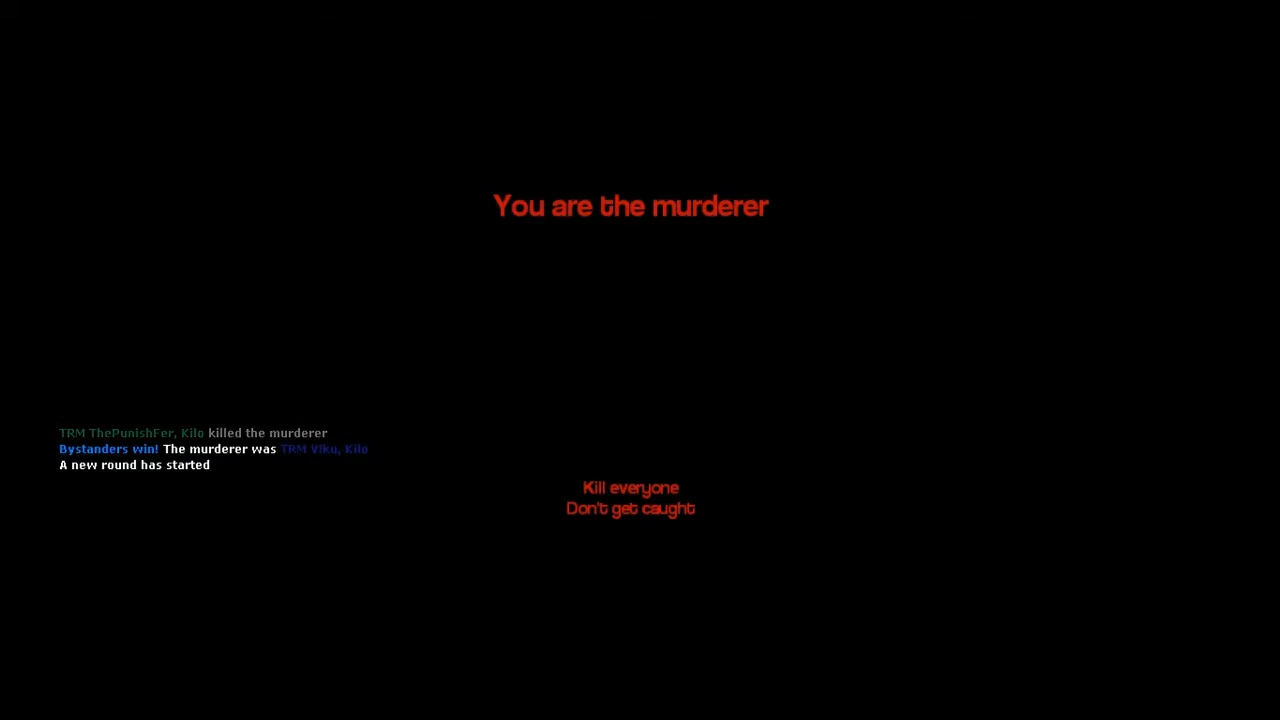 You are the murderer
TRM ThePunishFer, Kilo killed the murderer
Bystanders win! The murderer was TRM V!ku, Kilo
A new round has started
Kill everyone
Don't get caught